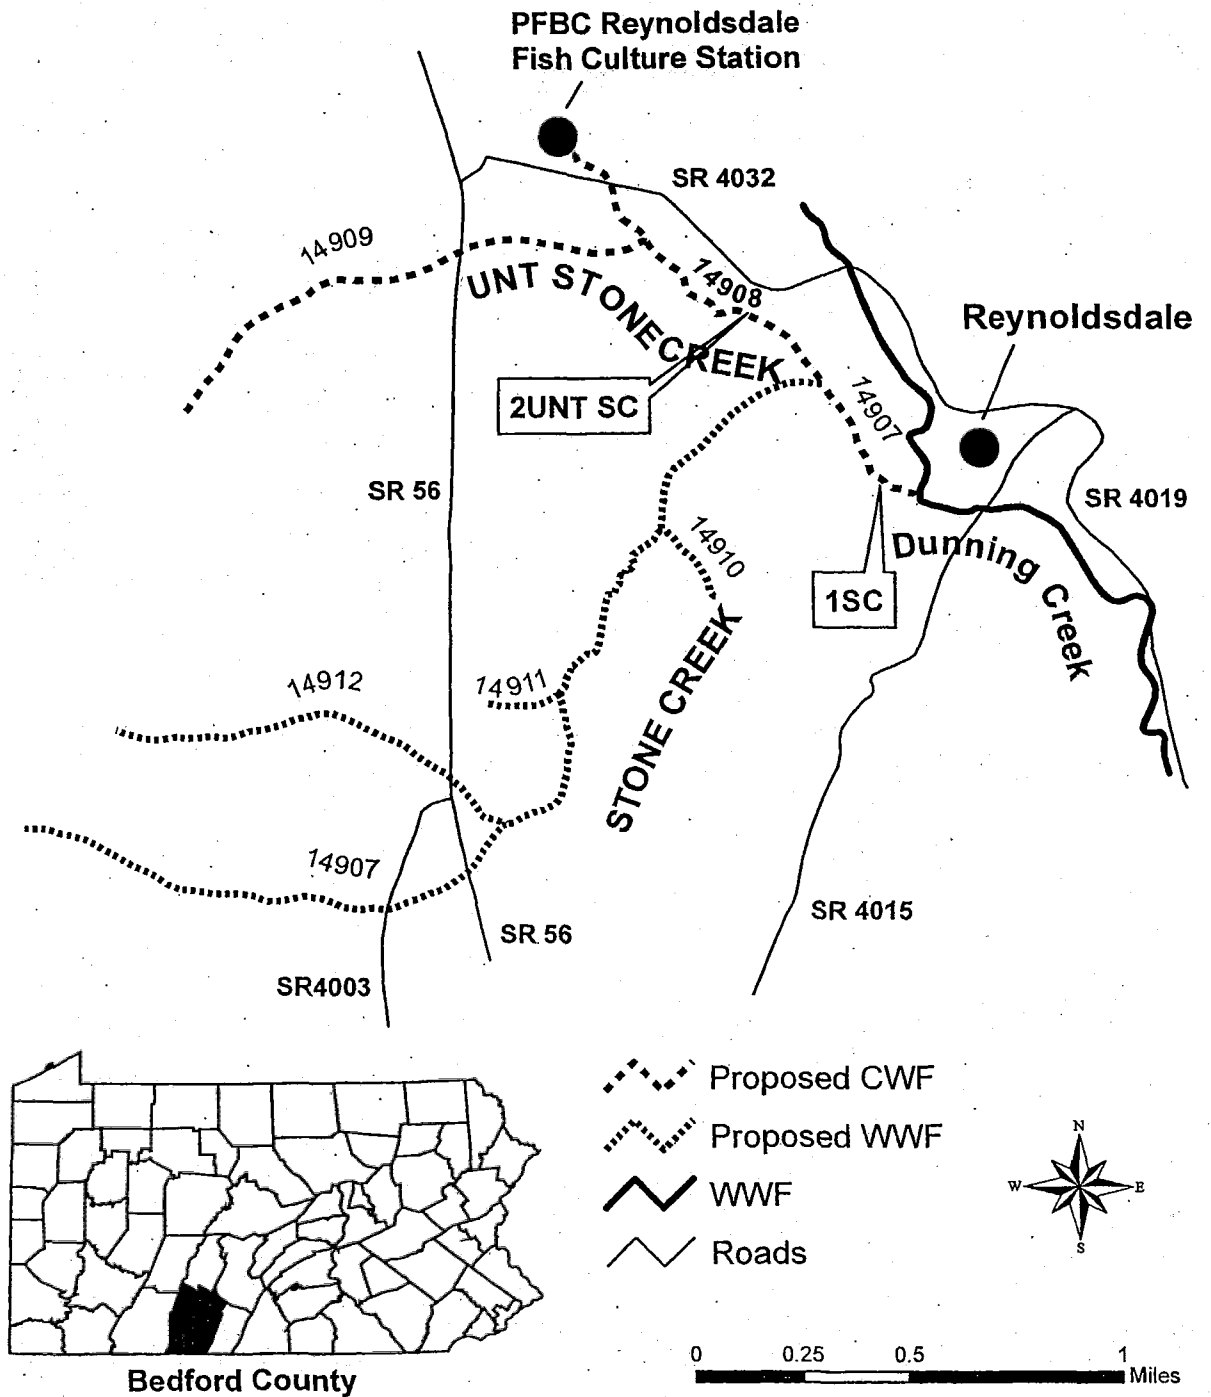 PFBC Reynoldsdale
Fish Culture Station
SR 4032
14909
UNT STONECREEK
14908
Reynoldsdale
2UNT SC
14907
SR 56
SR 4019
14910
Dunning Creek
1SC
STONE CREEK
14912
14911
14907
SR 4015
SR 56
SR4003
Proposed CWF
Proposed WWF
WWF
Roads
N
W
E
S
Bedford County
0 0.25 0.5 1
Miles